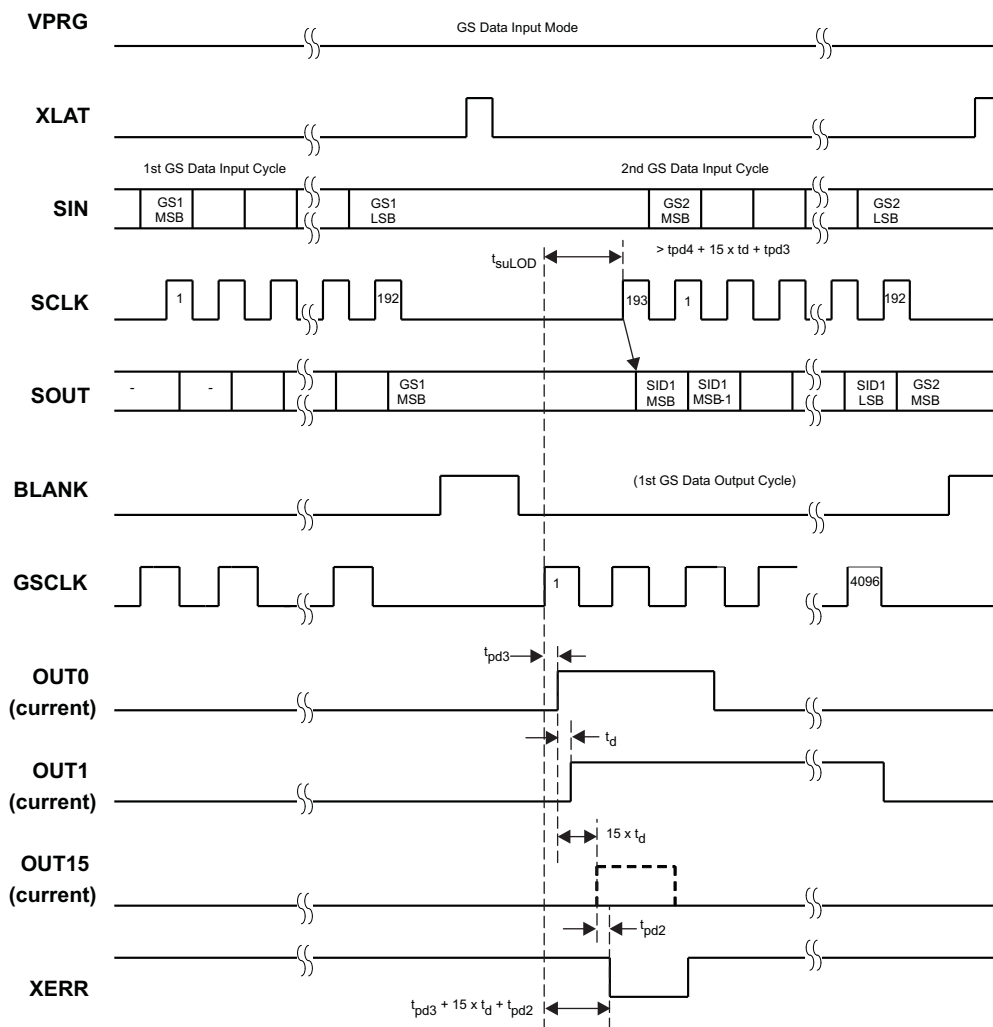 VPRG
GS Data Input Mode
XLAT
1st GS Data Input Cycle
2nd GS Data Input Cycle
SIN
GS1
MSB
GS1
LSB
GS2
MSB
GS2
LSB
tsuLOD
> tpd4 + 15 x td + tpd3
SCLK
1
192
193
1
192
SOUT
-
-
GS1
MSB
SID1
MSB
SID1
MSB-1
SID1
LSB
GS2
MSB
BLANK
(1st GS Data Output Cycle)
GSCLK
1
4096
tpd3
OUT0
(current)
td
OUT1
(current)
15 x td
OUT15
(current)
tpd2
XERR
tpd3 + 15 x td + tpd2